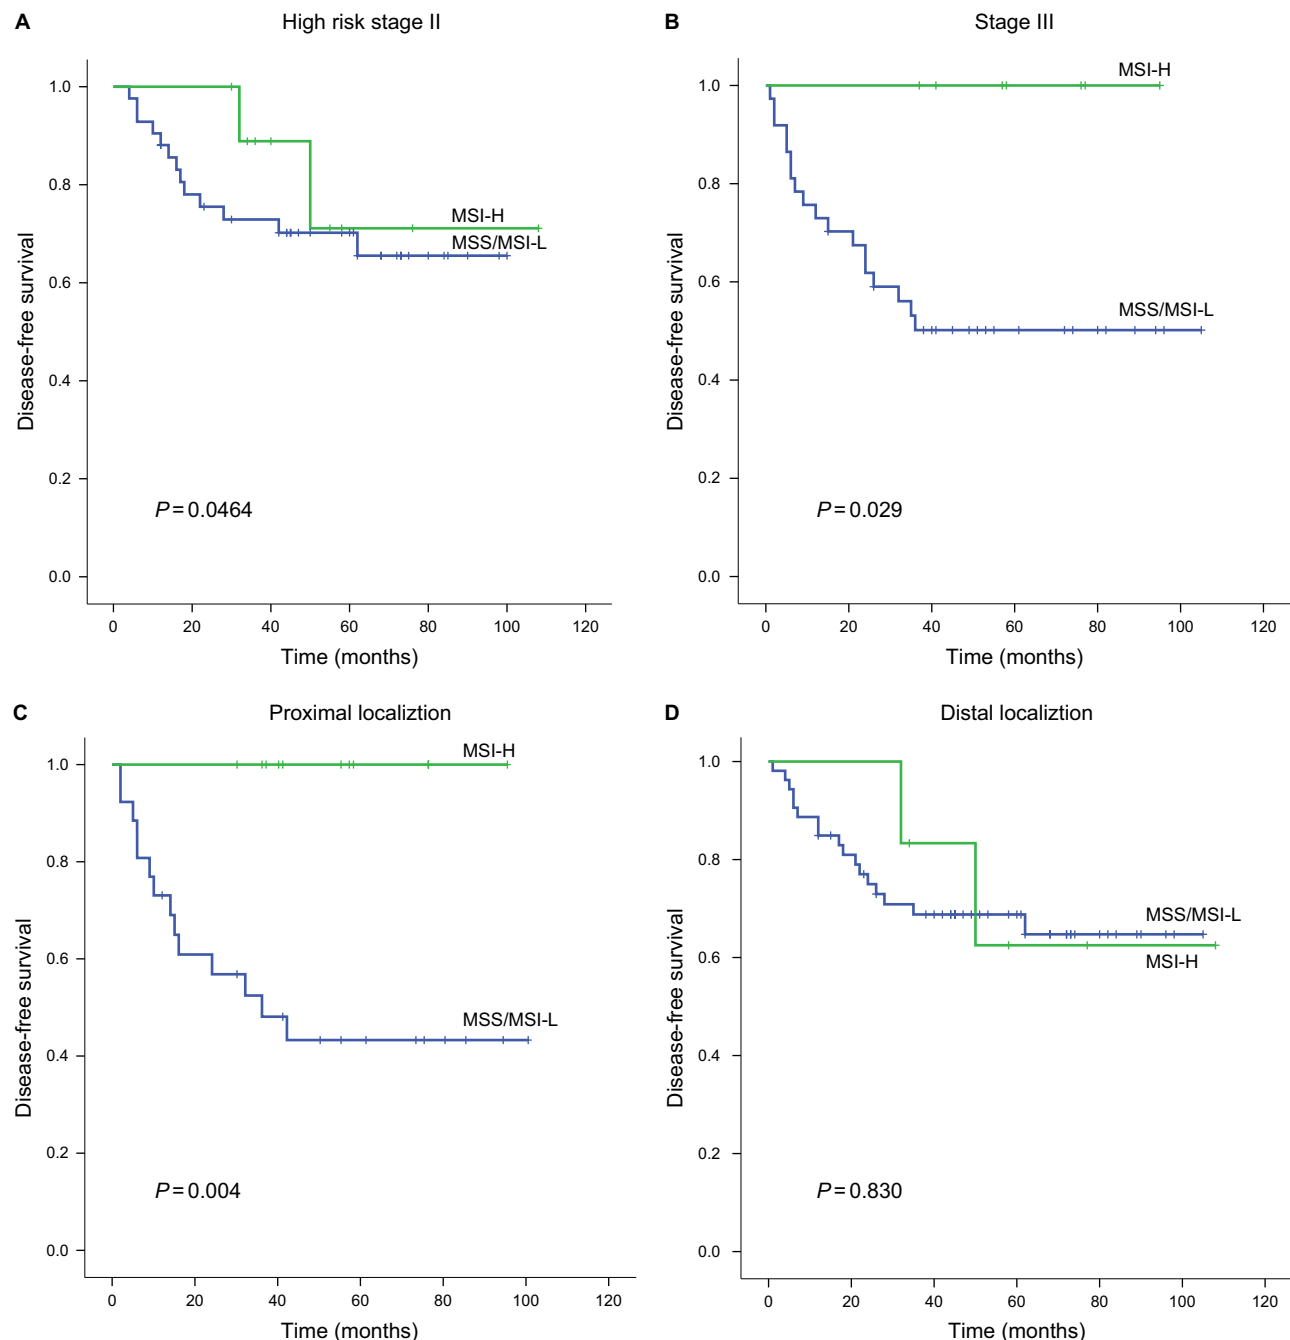 A
High risk stage II
Disease-free survival
1.0
0.8
0.6
0.4
0.2
0.0
MSI-H
MSS/MSI-L
P=0.0464
0 20 40 60 80 100 120
Time (months)
B
Stage III
Disease-free survival
1.0
0.8
0.6
0.4
0.2
0.0
MSI-H
MSS/MSI-L
P=0.029
0 20 40 60 80 100 120
Time (months)
C
Proximal localiztion
Disease-free survival
1.0
0.8
0.6
0.4
0.2
0.0
MSI-H
MSS/MSI-L
P=0.004
0 20 40 60 80 100 120
Time (months)
D
Distal localiztion
Disease-free survival
1.0
0.8
0.6
0.4
0.2
0.0
MSS/MSI-L
MSI-H
P=0.830
0 20 40 60 80 100 120
Time (months)